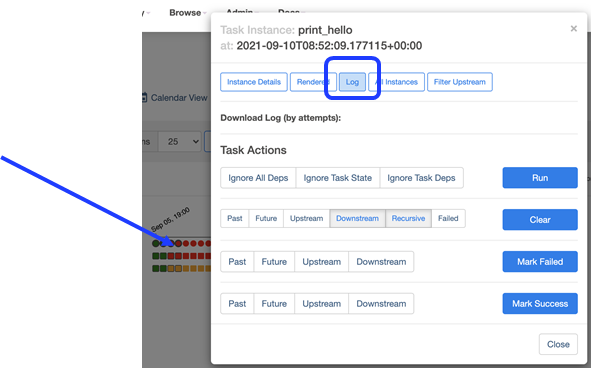 Browse
Admin
Docs
Task Instance: print_hello
at: 2021-09-10T08:52:09.177115+00:00
×
Instance Details Rendered Log All Instances Filter Upstream
Calendar View
Download Log (by attempts):
25
Task Actions
Ignore All Deps Ignore Task State Ignore Task Deps Run
Past Future Upstream Downstream Recursive Failed Clear
Sep 05, 19:00
Past Future Upstream Downstream Mark Failed
Past Future Upstream Downstream Mark Success
Close